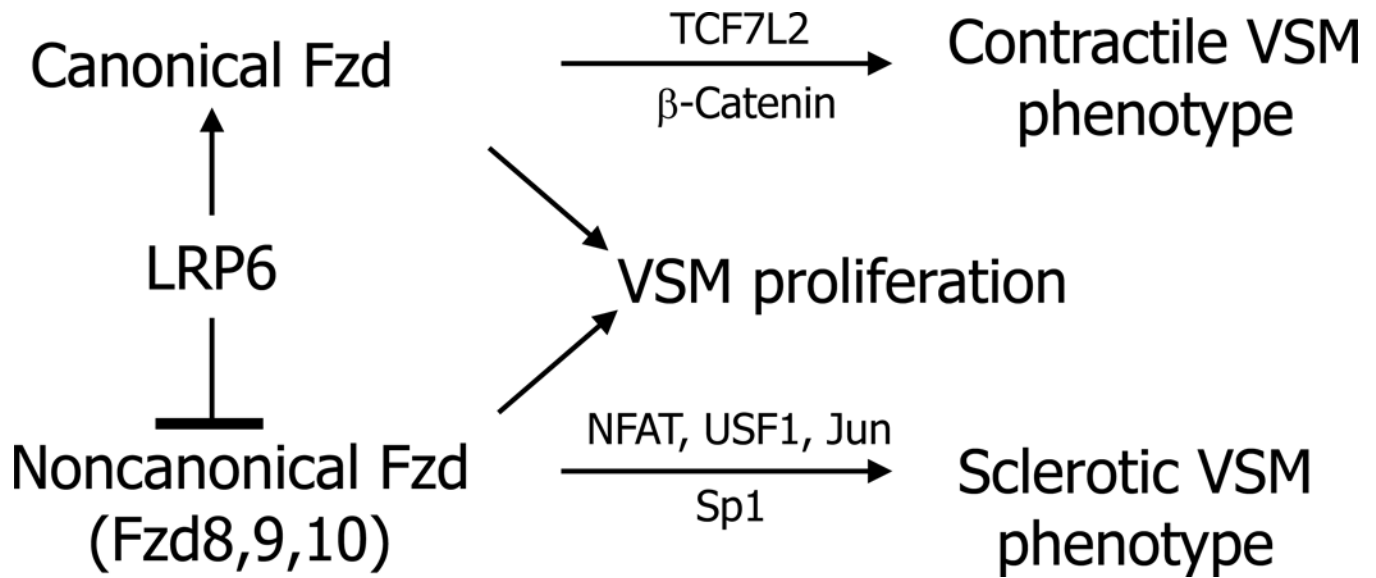 Canonical Fzd
TCF7L2
β-Catenin
Contractile VSM
phenotype
LRP6
VSM proliferation
Noncanonical Fzd
(Fzd8,9,10)
NFAT, USF1, Jun
Sp1
Sclerotic VSM
phenotype